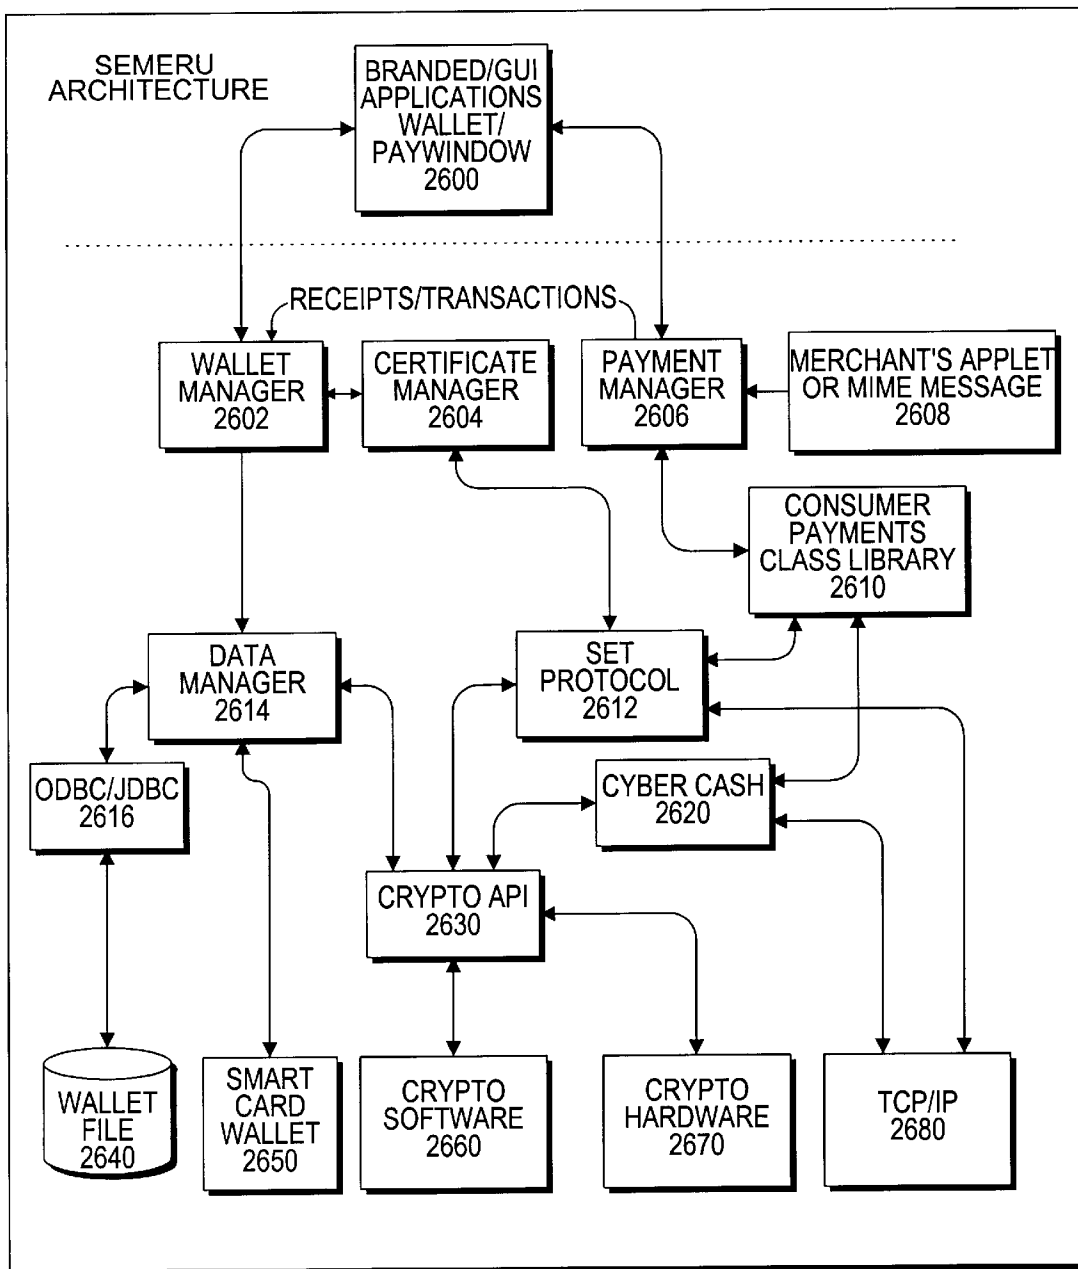 SEMERU
ARCHITECTURE
BRANDED/GUI
APPLICATIONS
WALLET/
PAYWINDOW
2600
RECEIPTS/TRANSACTIONS
WALLET
MANAGER
2602
CERTIFICATE
MANAGER
2604
PAYMENT
MANAGER
2606
MERCHANT'S APPLET
OR MIME MESSAGE
2608
CONSUMER
PAYMENTS
CLASS LIBRARY
2610
DATA
MANAGER
2614
SET
PROTOCOL
2612
ODBC/JDBC
2616
CYBER CASH
2620
CRYPTO API
2630
WALLET
FILE
2640
SMART
CARD
WALLET
2650
CRYPTO
SOFTWARE
2660
CRYPTO
HARDWARE
2670
TCP/IP
2680